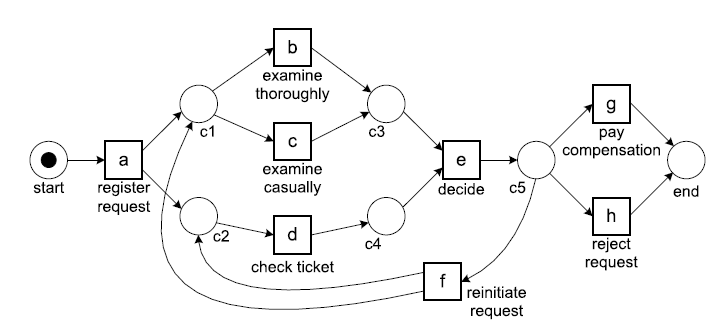 b
examine
thoroughly
g
pay
compensation
c1
c3
a
register
request
start
c
examine
casually
e
decide
c5
end
c2
d
check ticket
c4
h
reject
request
f
reinitiate
request